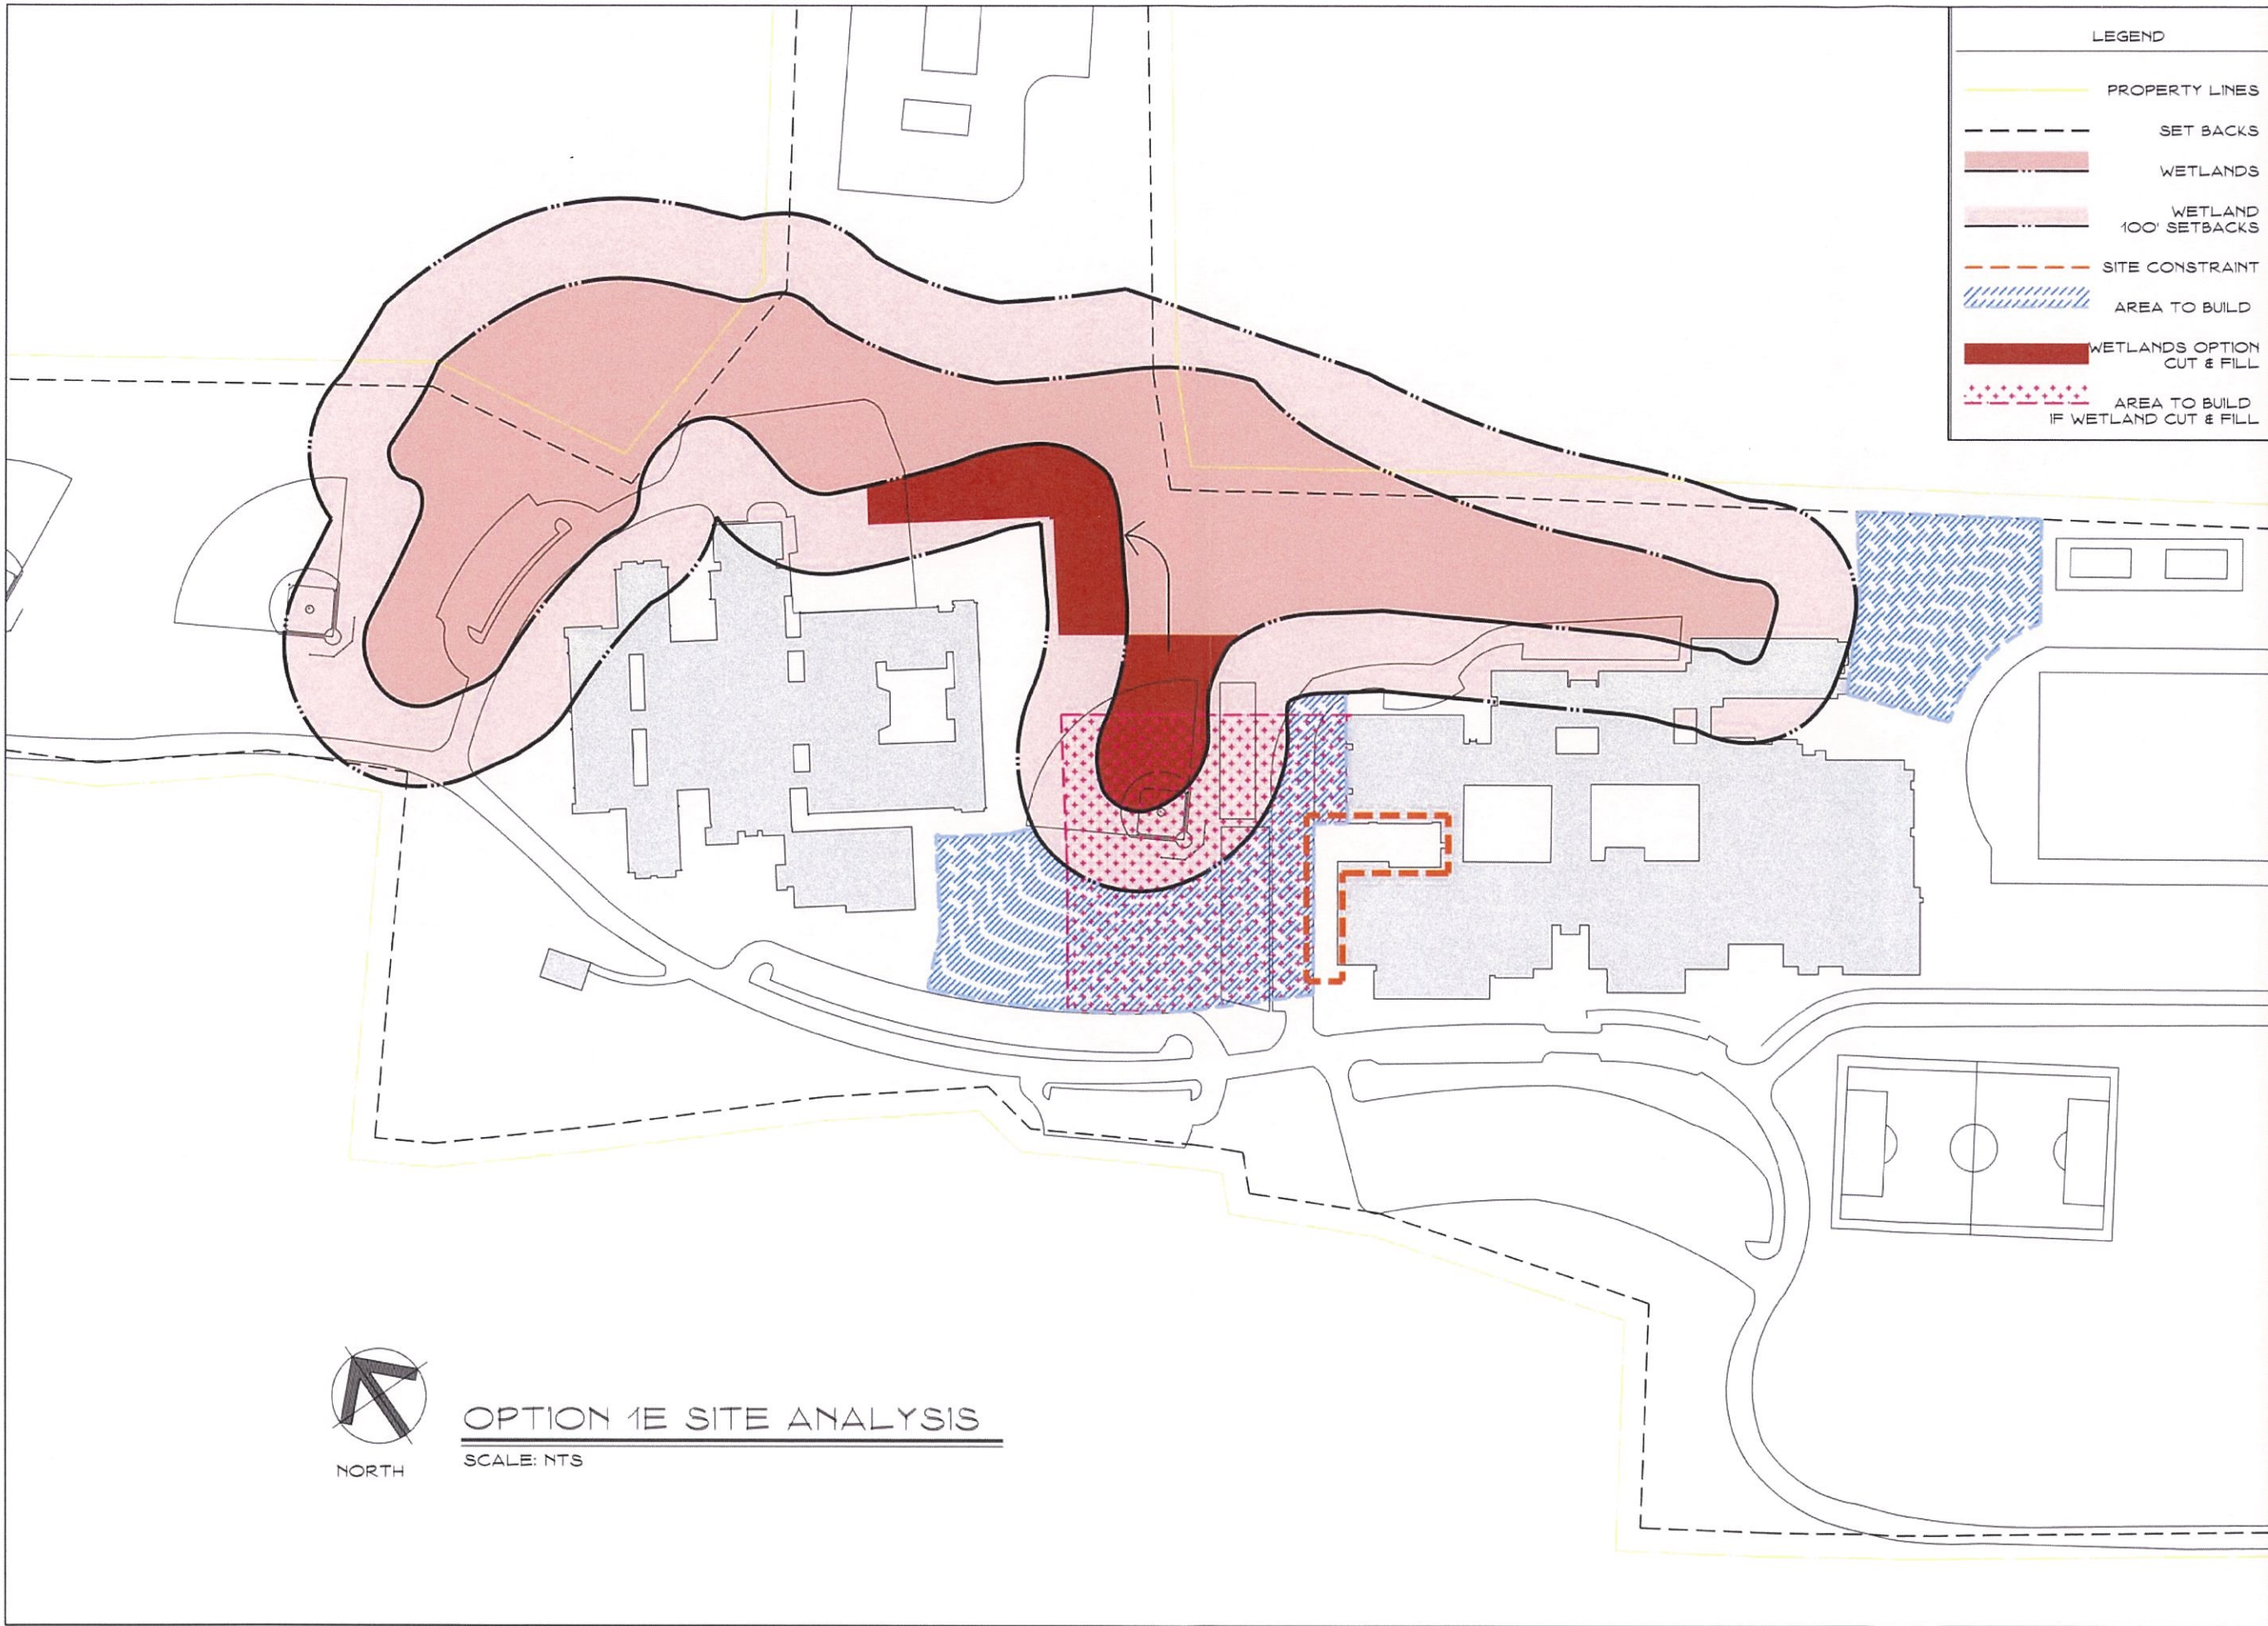 LEGEND
PROPERTY LINES
SET BACKS
WETLANDS
WETLAND
100' SETBACKS
SITE CONSTRAINT
AREA TO BUILD
WETLANDS OPTION
CUT & FILL
AREA TO BUILD
IF WETLAND CUT & FILL
OPTION 1E SITE ANALYSIS
SCALE: NTS
NORTH